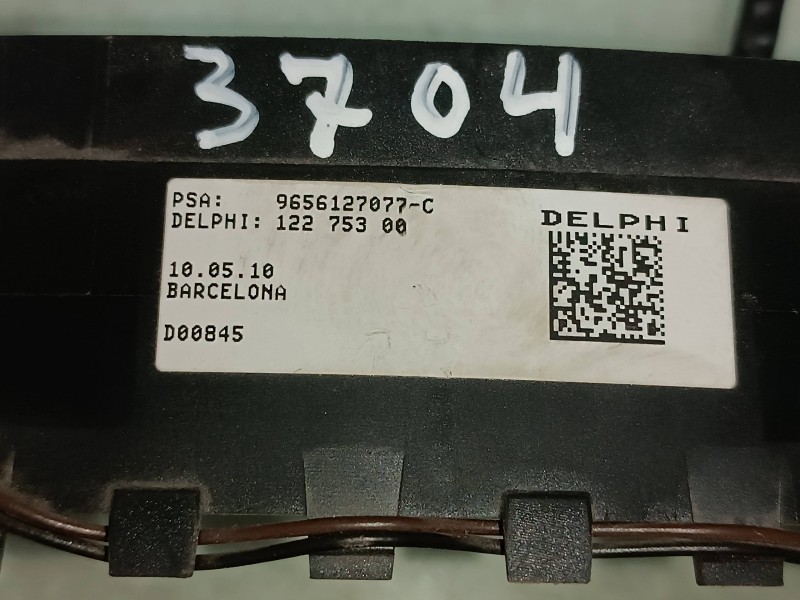 3704
PSA: 9656127077-C
DELPHI: 122 753 00
DELPHI
10.05.10
BARCELONA
D00845